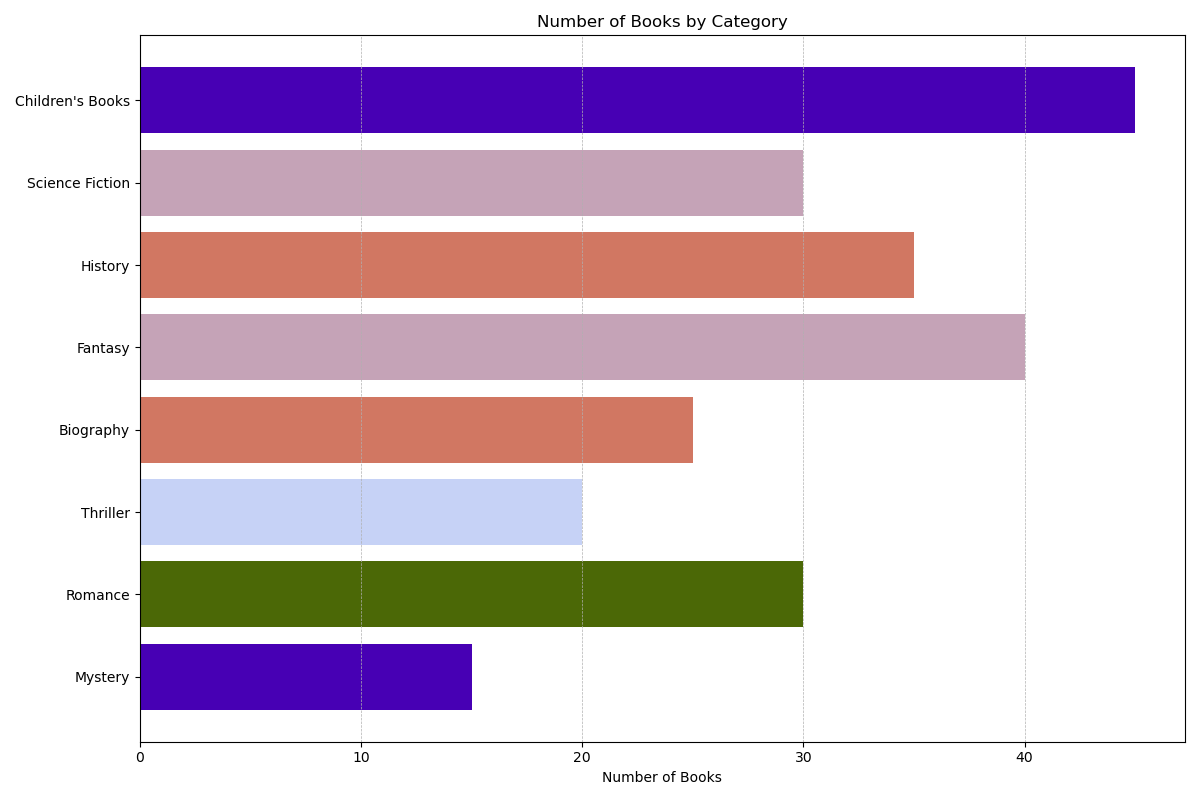 Number of Books by Category
Children's Books
Science Fiction
History
Fantasy
Biography
Thriller
Romance
Mystery
0 10 20 30 40
Number of Books